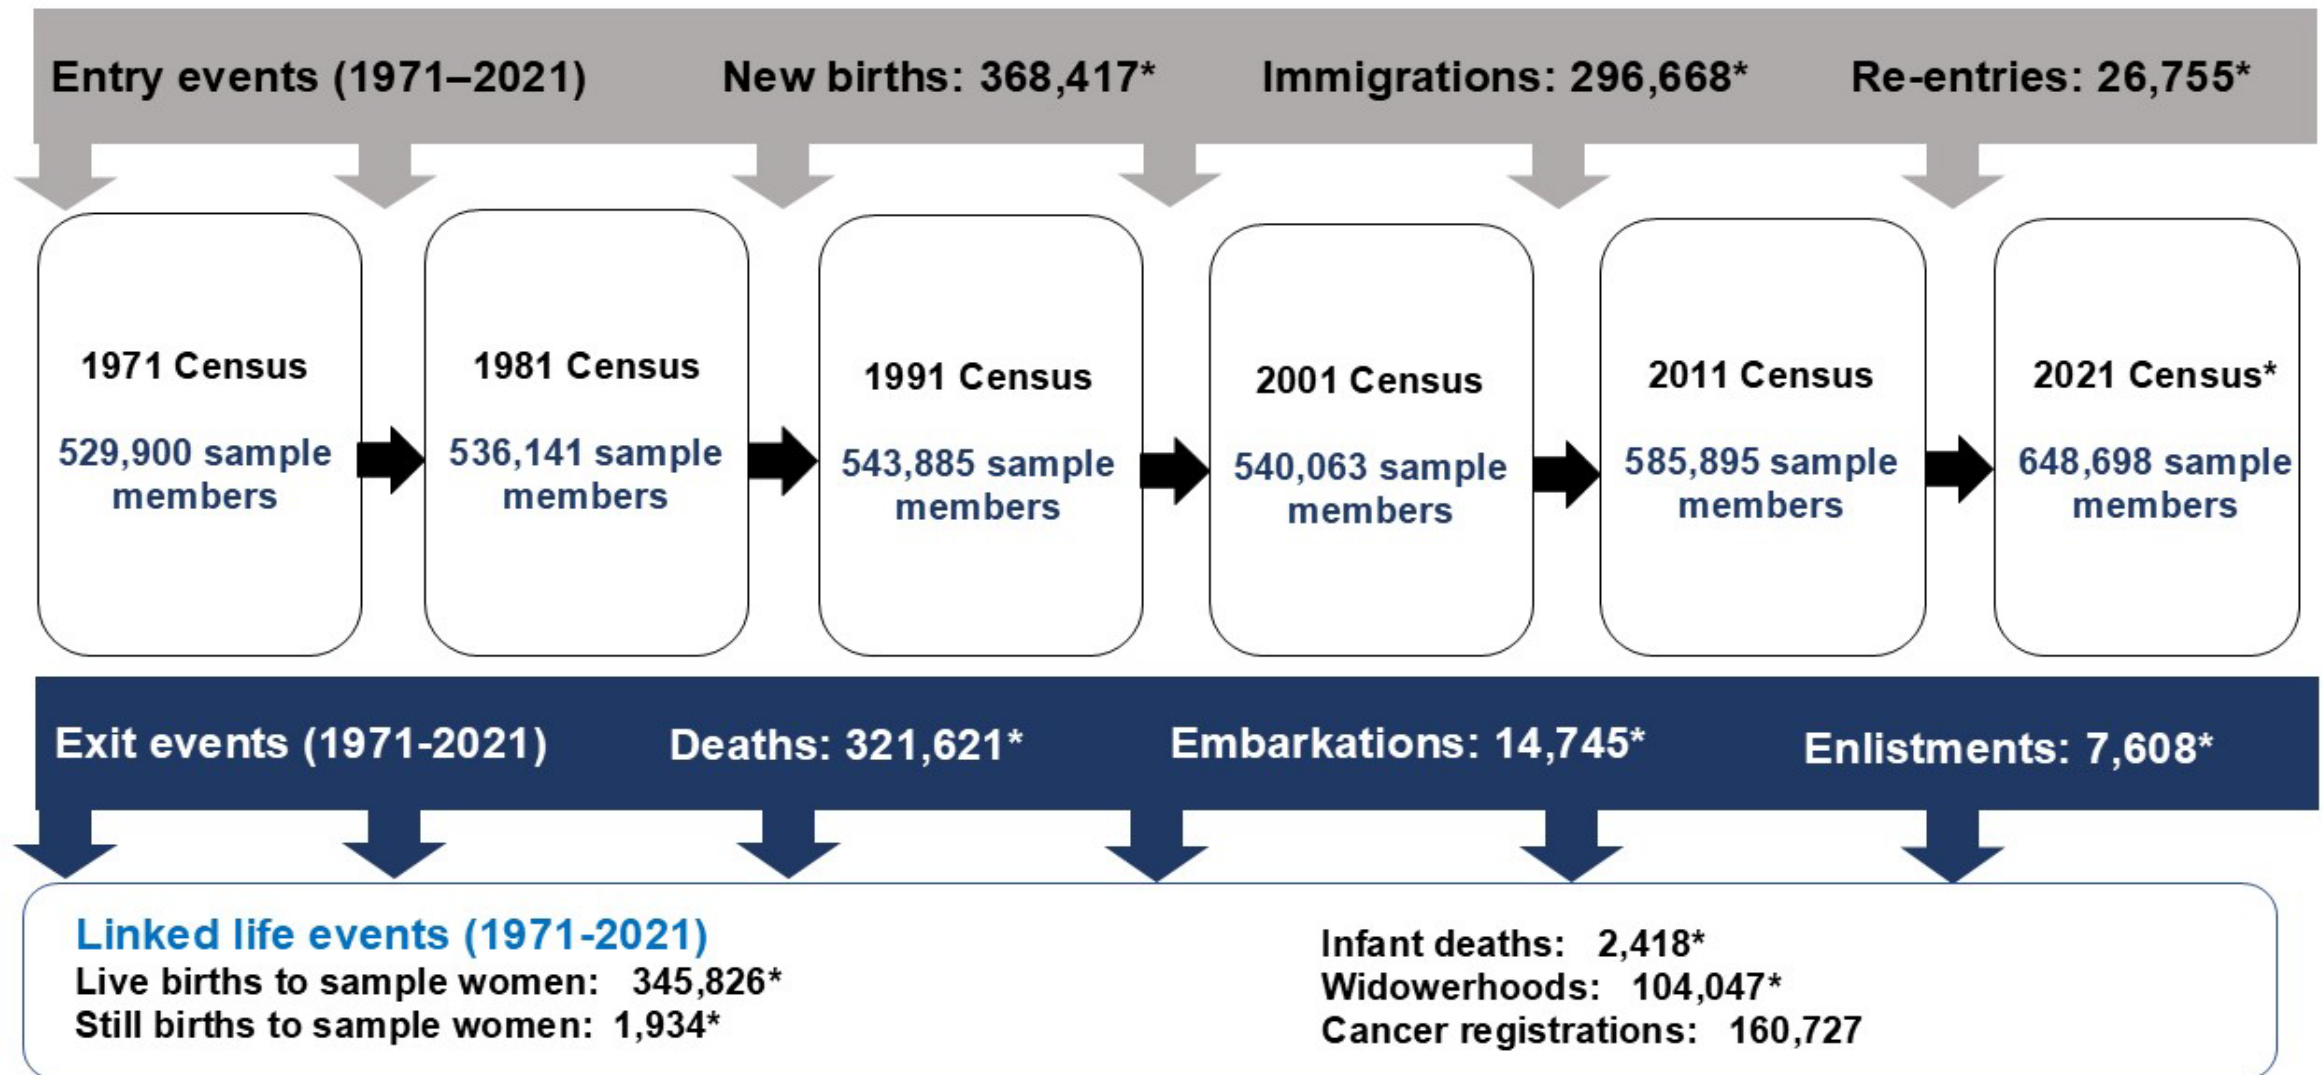 Entry events (1971–2021) New births: 368,417* Immigrations: 296,668* Re-entries: 26,755*
1971 Census
529,900 sample
members
1981 Census
536,141 sample
members
1991 Census
543,885 sample
members
2001 Census
540,063 sample
members
2011 Census
585,895 sample
members
2021 Census*
648,698 sample
members
Exit events (1971-2021) Deaths: 321,621* Embarkations: 14,745* Enlistments: 7,608*
Linked life events (1971-2021)
Live births to sample women: 345,826*
Still births to sample women: 1,934*
Infant deaths: 2,418*
Widowerhoods: 104,047*
Cancer registrations: 160,727